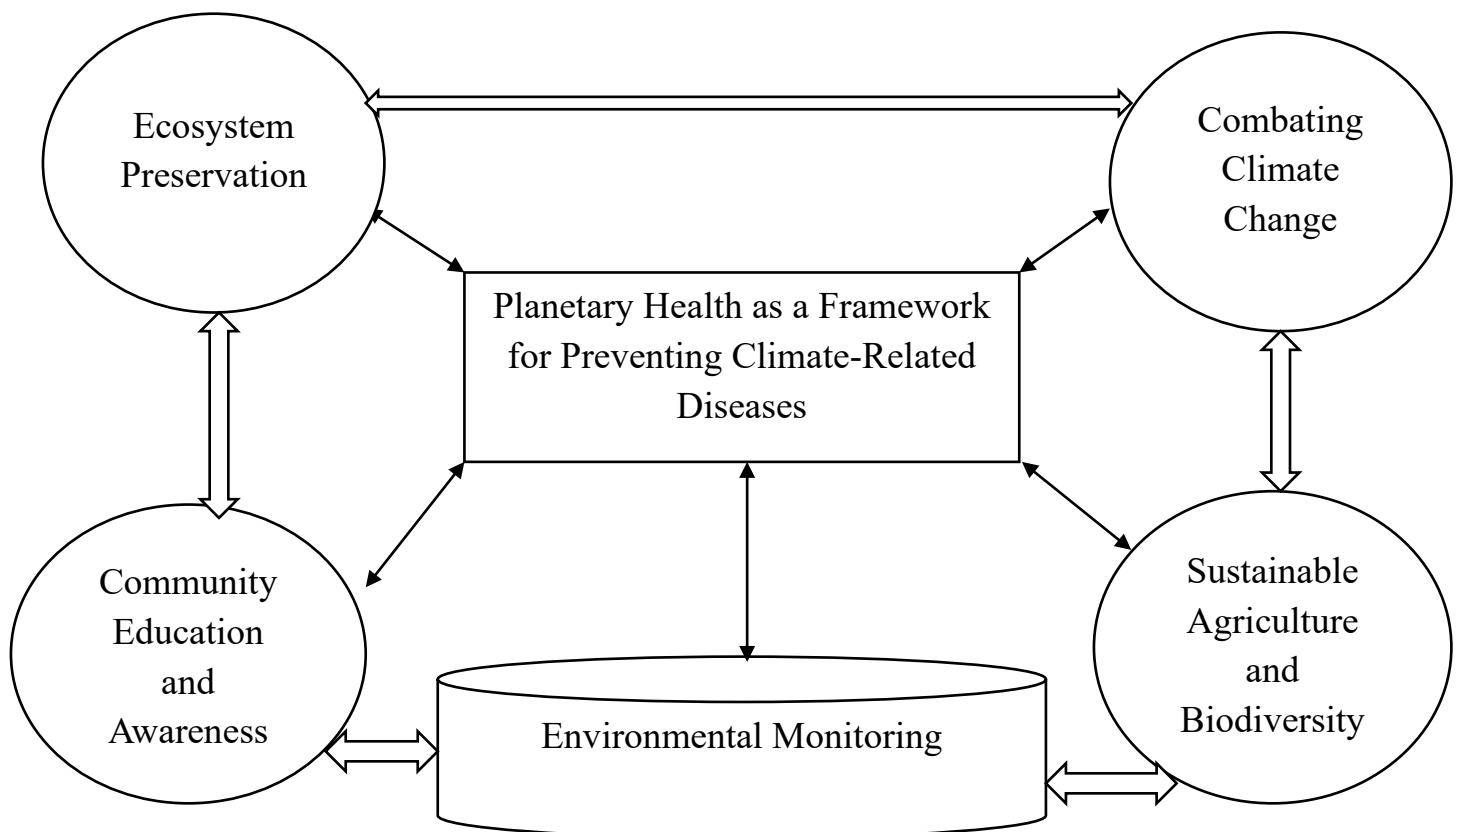 Ecosystem
Preservation
Combating
Climate
Change
Planetary Health as a Framework
for Preventing Climate-Related
Diseases
Community
Education
and
Awareness
Environmental Monitoring
Sustainable
Agriculture
and
Biodiversity